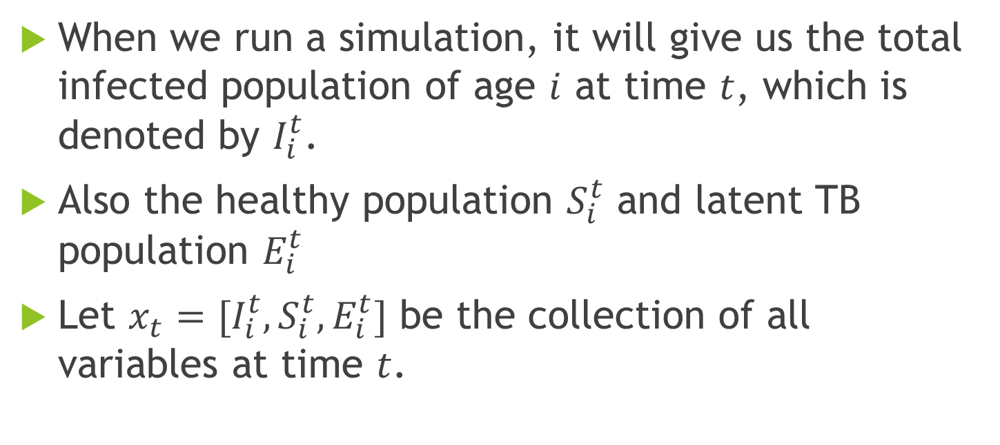 When we run a simulation, it will give us the total
infected population of age $i$ at time $t$, which is
denoted by $I_i^t$.
Also the healthy population $S_i^t$ and latent TB
population $E_i^t$
Let $x_t = [I_i^t, S_i^t, E_i^t]$ be the collection of all
variables at time $t$.